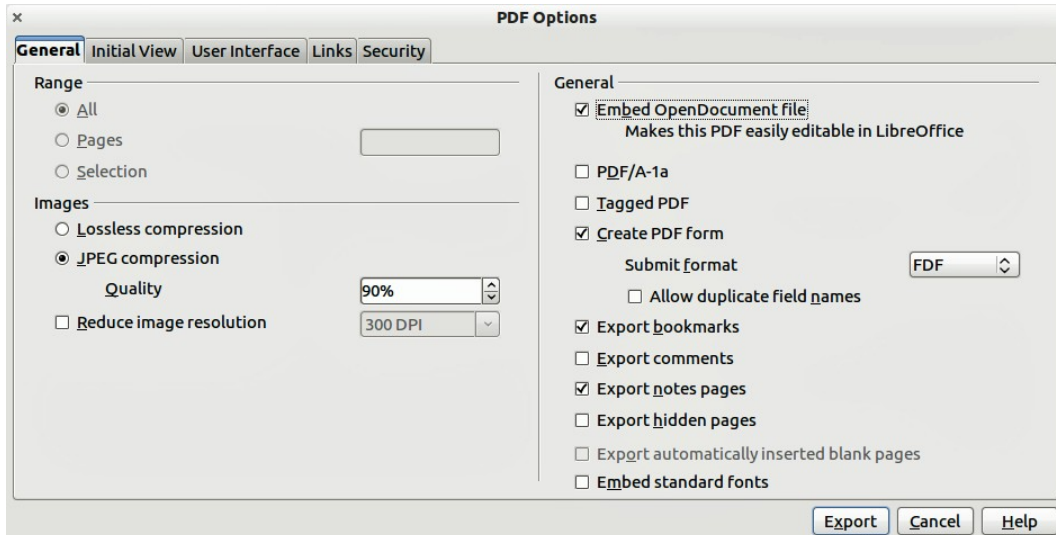 PDF Options
General Initial View User Interface Links Security
Range
All
Pages
Selection
Images
Lossless compression
JPEG compression
Quality 90%
Reduce image resolution 300 DPI
General
Embed OpenDocument file
Makes this PDF easily editable in LibreOffice
PDF/A-1a
Tagged PDF
Create PDF form
Submit format FDF
Allow duplicate field names
Export bookmarks
Export comments
Export notes pages
Export hidden pages
Export automatically inserted blank pages
Embed standard fonts
Export Cancel Help